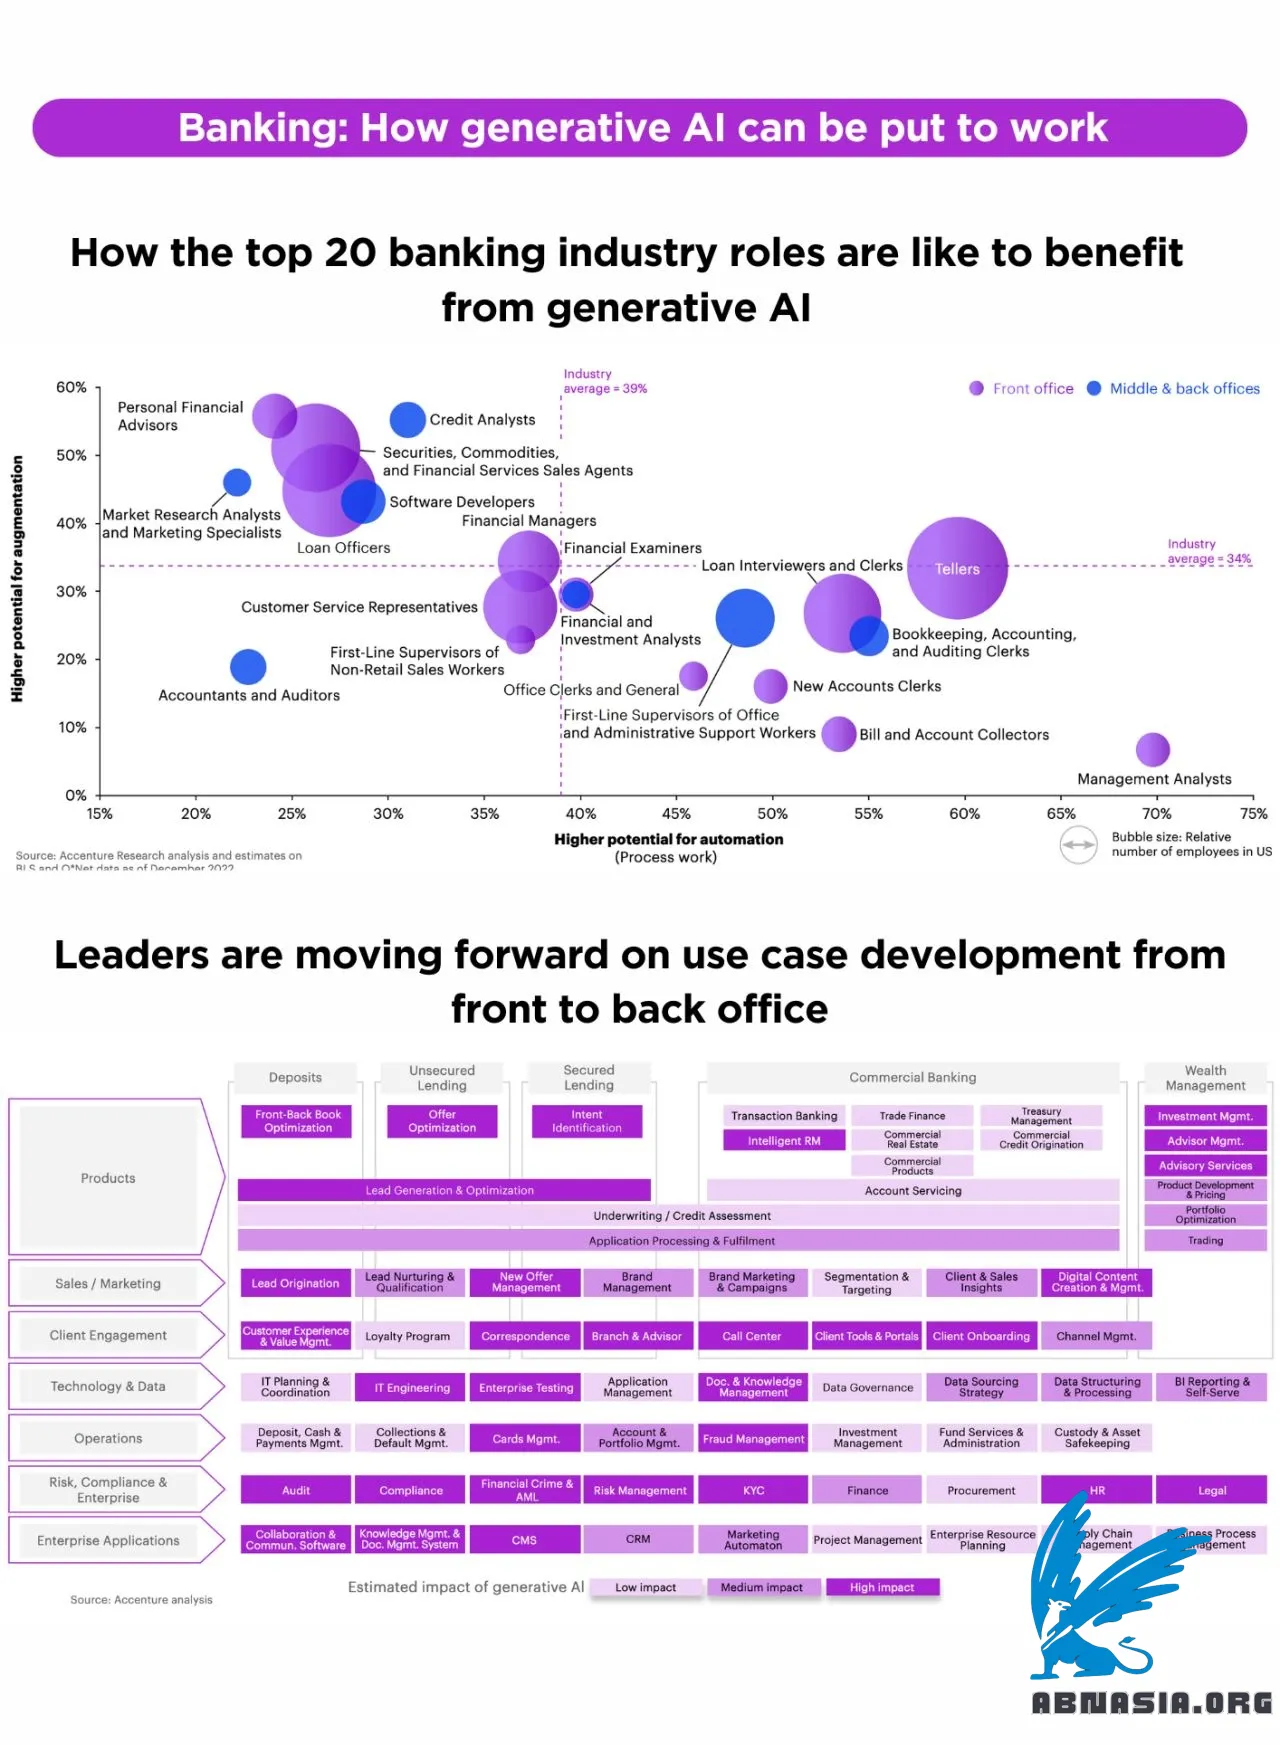 Banking: How generative AI can be put to work
How the top 20 banking industry roles are like to benefit
from generative AI
Industry
average = 39%
Front office
Middle & back offices
Higher potential for augmentation
60%
50%
40%
30%
20%
10%
0%
Personal Financial
Advisors
Credit Analysts
Securities, Commodities,
and Financial Services Sales Agents
Market Research Analysts
and Marketing Specialists
Software Developers
Loan Officers
Financial Managers
Financial Examiners
Industry
average = 34%
Loan Interviewers and Clerks
Tellers
Customer Service Representatives
Financial and
Investment Analysts
Bookkeeping, Accounting,
and Auditing Clerks
First-Line Supervisors of
Non-Retail Sales Workers
Accountants and Auditors
Office Clerks and General
New Accounts Clerks
First-Line Supervisors of Office
and Administrative Support Workers
Bill and Account Collectors
Management Analysts
15%
20%
25%
30%
35%
40%
45%
50%
55%
60%
65%
70%
75%
Higher potential for automation
(Process work)
Bubble size: Relative
number of employees in US
Source: Accenture Research analysis and estimates on
BLS and O*Net data as of December 2022
Leaders are moving forward on use case development from
front to back office
Deposits
Unsecured
Lending
Secured
Lending
Commercial Banking
Wealth
Management
Products
Front-Back Book
Optimization
Offer
Optimization
Intent
Identification
Transaction Banking
Trade Finance
Treasury
Management
Intelligent RM
Commercial
Real Estate
Commercial
Credit Origination
Commercial
Products
Investment Mgmt.
Advisor Mgmt.
Advisory Services
Lead Generation & Optimization
Account Servicing
Product Development
& Pricing
Underwriting / Credit Assessment
Portfolio
Optimization
Application Processing & Fulfilment
Trading
Sales / Marketing
Lead Origination
Lead Nurturing &
Qualification
New Offer
Management
Brand
Management
Brand Marketing
& Campaigns
Segmentation &
Targeting
Client & Sales
Insights
Digital Content
Creation & Mgmt.
Client Engagement
Customer Experience
& Value Mgmt.
Loyalty Program
Correspondence
Branch & Advisor
Call Center
Client Tools & Portals
Client Onboarding
Channel Mgmt.
Technology & Data
IT Planning &
Coordination
IT Engineering
Enterprise Testing
Application
Management
Doc. & Knowledge
Management
Data Governance
Data Sourcing
Strategy
Data Structuring
& Processing
BI Reporting &
Self-Serve
Operations
Deposit, Cash &
Payments Mgmt.
Collections &
Default Mgmt.
Cards Mgmt.
Account &
Portfolio Mgmt.
Fraud Management
Investment
Management
Fund Services &
Administration
Custody & Asset
Safekeeping
Risk, Compliance &
Enterprise
Audit
Compliance
Financial Crime &
AML
Risk Management
KYC
Finance
Procurement
HR
Legal
Enterprise Applications
Collaboration &
Commun. Software
Knowledge Mgmt. &
Doc. Mgmt. System
CMS
CRM
Marketing
Automaton
Project Management
Enterprise Resource
Planning
Chain
Process
Estimated impact of generative AI
Low impact
Medium impact
High impact
Source: Accenture analysis
ABNASIA.ORG